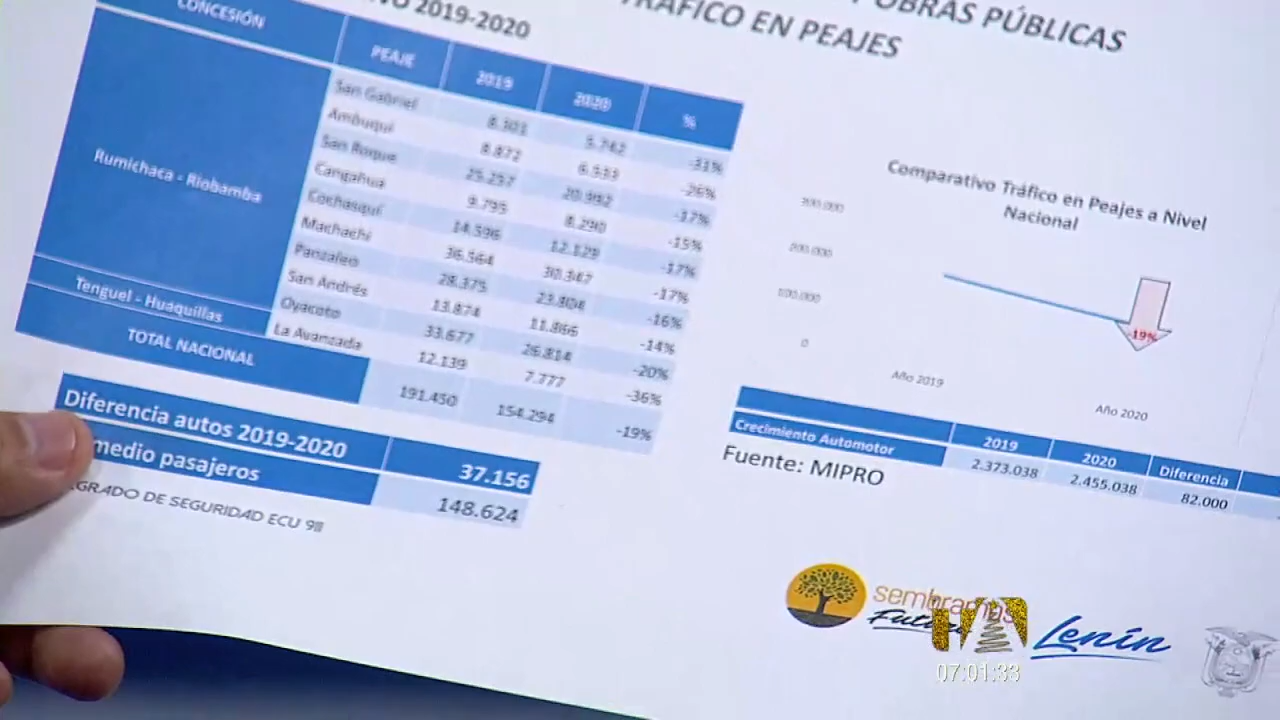 OBRAS PÚBLICAS
2019-2020
TRÁFICO EN PEAJES
CONCESIÓN PEAJE 2019 2020 %
Rumichaca - Riobamba
San Gabriel 8.301 5.742 -31%
Ambuqui 8.872 6.533 -26%
San Roque 25.257 20.992 -17%
Cangahua 9.795 8.290 -15%
Cochasquí 14.596 12.129 -17%
Machachi 36.564 30.347 -17%
Panzaleo 28.375 23.804 -16%
San Andrés 13.874 11.866 -14%
Oyacoto 33.677 26.814 -20%
Tenguel - Huaquillas La Avanzada 12.139 7.777 -36%
TOTAL NACIONAL 191.450 154.294 -19%
Diferencia autos 2019-2020 37.156
medio pasajeros 148.624
GRADO DE SEGURIDAD ECU 911
Comparativo Tráfico en Peajes a Nivel
Nacional
300.000
200.000
100.000
0
-19%
Año 2019
Año 2020
2019 2020 Diferencia
Crecimiento Automotor 2.373.038 2.455.038 82.000
Fuente: MIPRO
sembramos
Futuro
Lenín
07:01:33